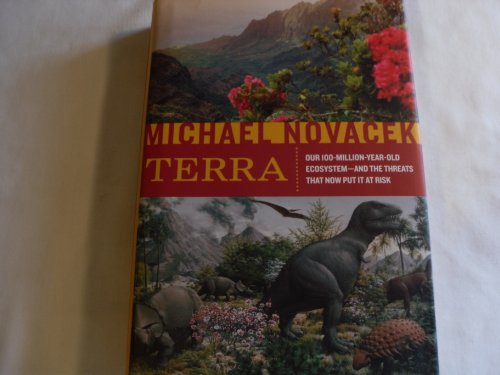 MICHAEL NOVACEK
TERRA
OUR 100-MILLION-YEAR-OLD
ECOSYSTEM—AND THE THREATS
THAT NOW PUT IT AT RISK